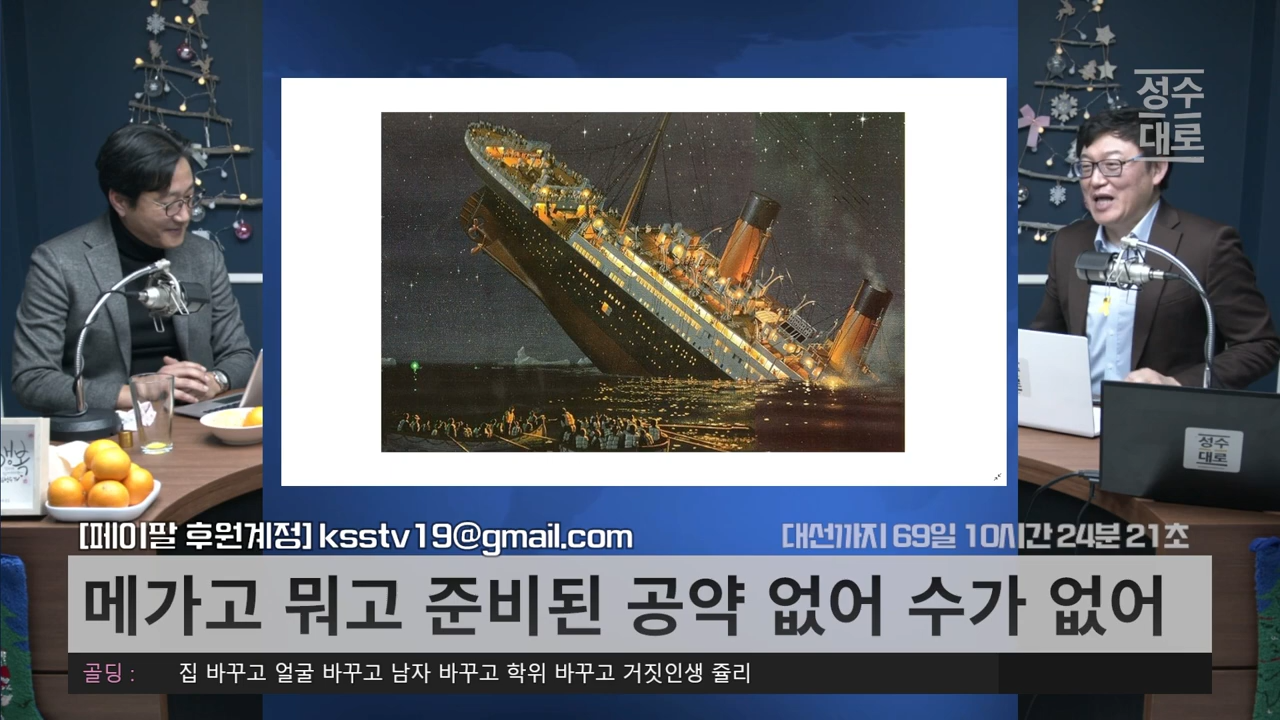 성수
대로
행복
성수
대로
[페이팔 후원계정] ksstv19@gmail.com
대선까지 69일 10시간 24분 21초
메가고 뭐고 준비된 공약 없어 수가 없어
골딩 : 집 바꾸고 얼굴 바꾸고 남자 바꾸고 학위 바꾸고 거짓인생 쥴리